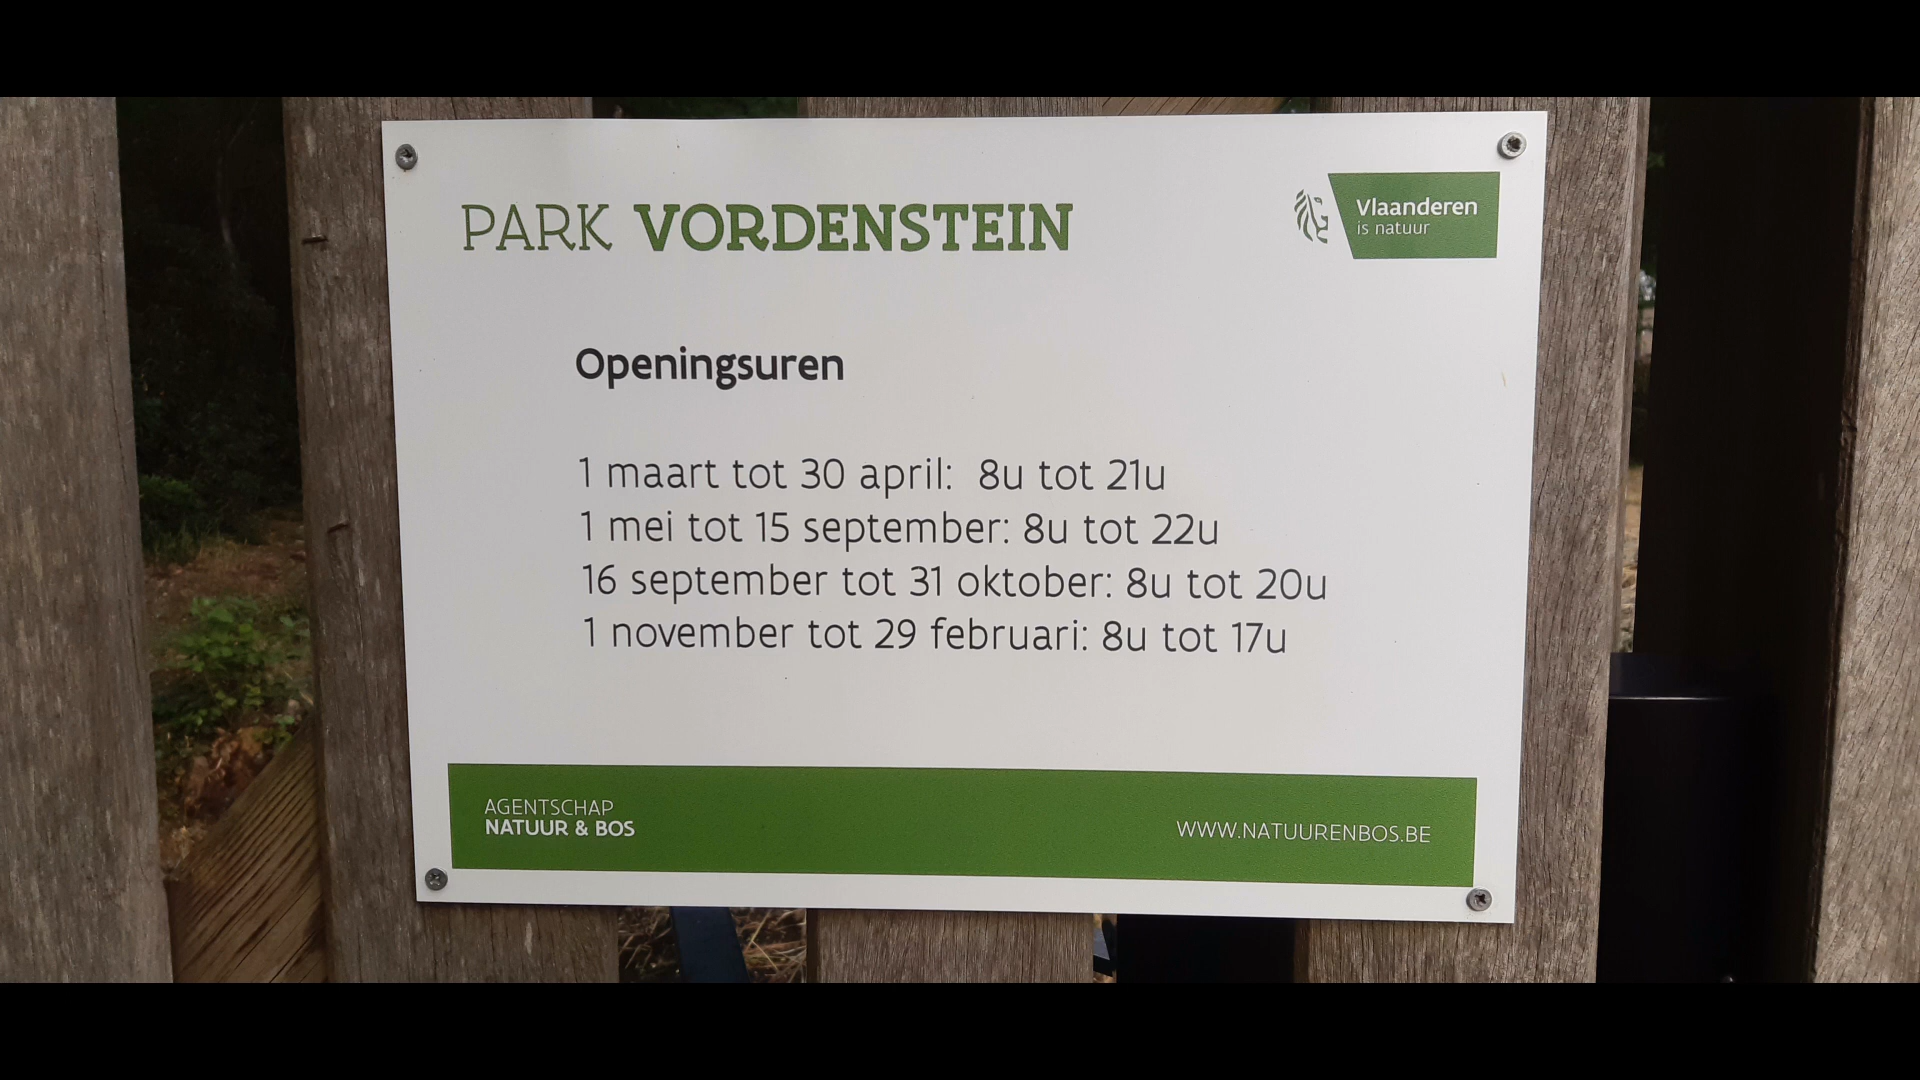 PARK VORDENSTEIN
Vlaanderen
is natuur
Openingsuren
1 maart tot 30 april: 8u tot 21u
1 mei tot 15 september: 8u tot 22u
16 september tot 31 oktober: 8u tot 20u
1 november tot 29 februari: 8u tot 17u
AGENTSCHAP
NATUUR & BOS
WWW.NATUURENBOS.BE